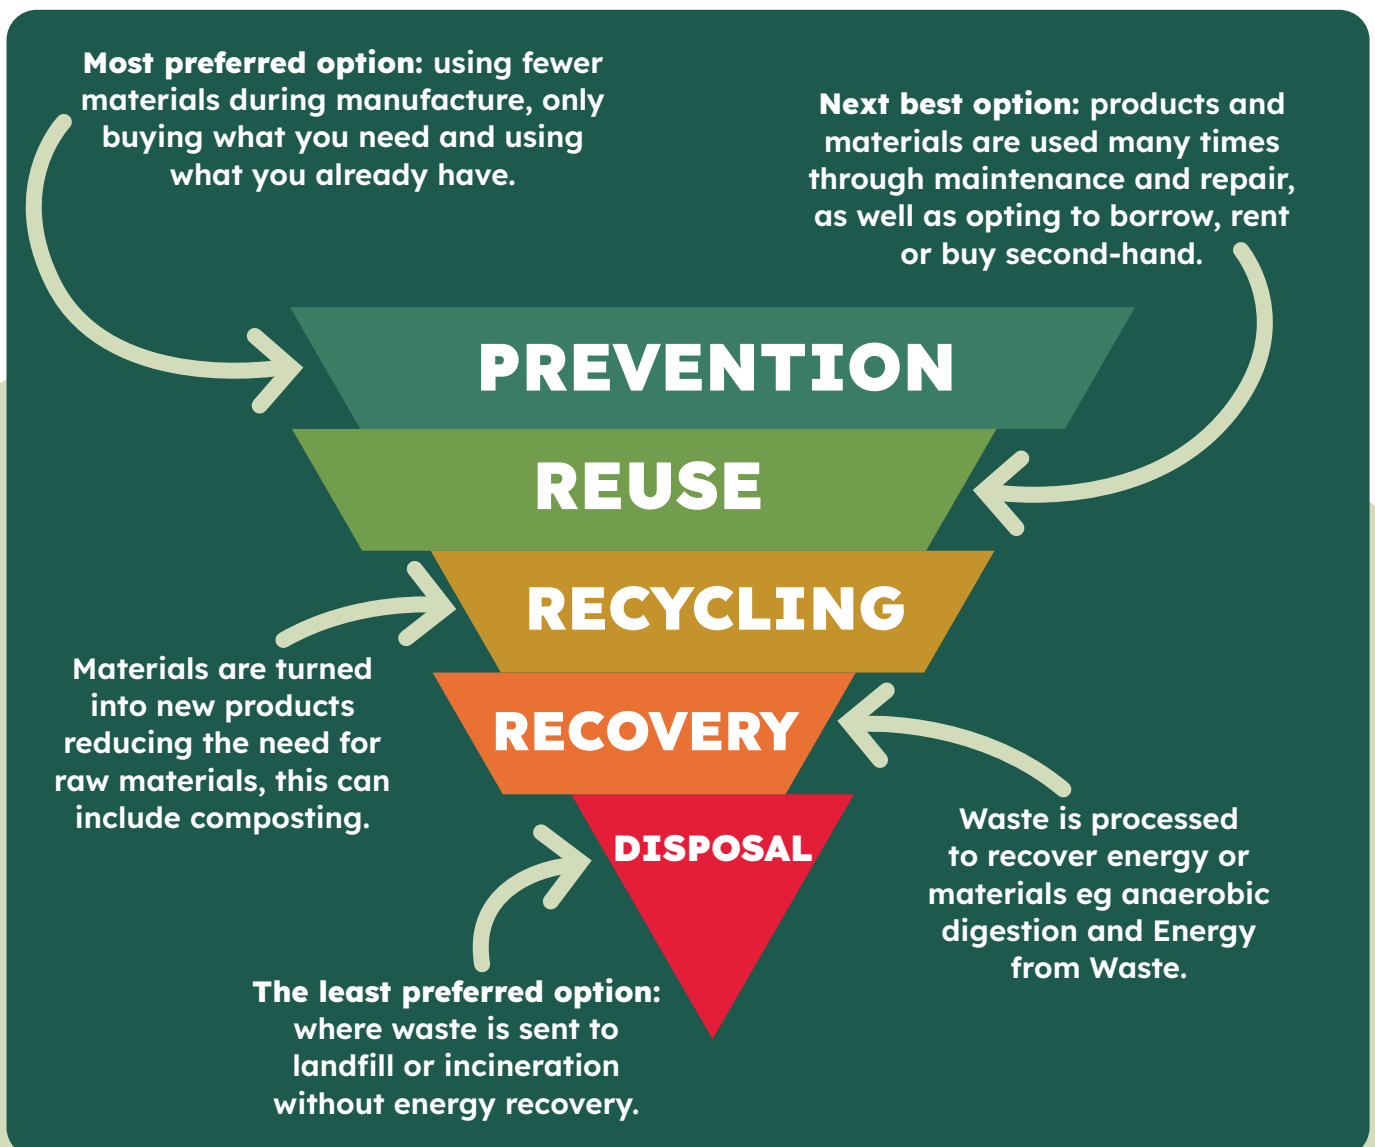 Most preferred option: using fewer
materials during manufacture, only
buying what you need and using
what you already have.
Next best option: products and
materials are used many times
through maintenance and repair,
as well as opting to borrow, rent
or buy second-hand.
PREVENTION
REUSE
RECYCLING
Materials are turned
into new products
reducing the need for
raw materials, this can
include composting.
RECOVERY
Waste is processed
to recover energy or
materials eg anaerobic
digestion and Energy
from Waste.
DISPOSAL
The least preferred option:
where waste is sent to
landfill or incineration
without energy recovery.